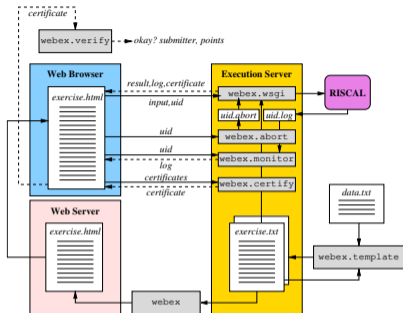 certificate
webex.verify
okay? submitter, points
Web Browser
exercise.html
result,log,certificate
input,uid
uid
uid
log
certificates
certificate
Execution Server
webex.wsgi
uid.abort
uid.log
webex.abort
webex.monitor
webex.certify
RISCAL
Web Server
exercise.html
exercise.txt
data.txt
webex.template
webex